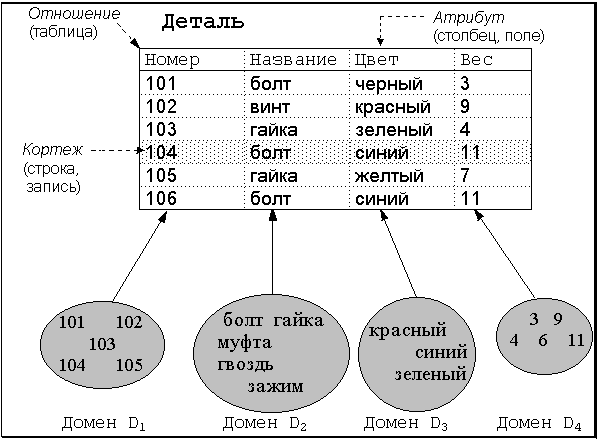 Отношение
(таблица)
Деталь
Атрибут
(столбец, поле)
Номер Название Цвет Вес
101 болт черный 3
102 винт красный 9
103 гайка зеленый 4
104 болт синий 11
105 гайка желтый 7
106 болт синий 11
Кортеж
(строка,
запись)
101 102
103
104 105
болт гайка
муфта
гвоздь
зажим
красный
синий
зеленый
3 9
4 6 11
Домен D1 Домен D2 Домен D3 Домен D4